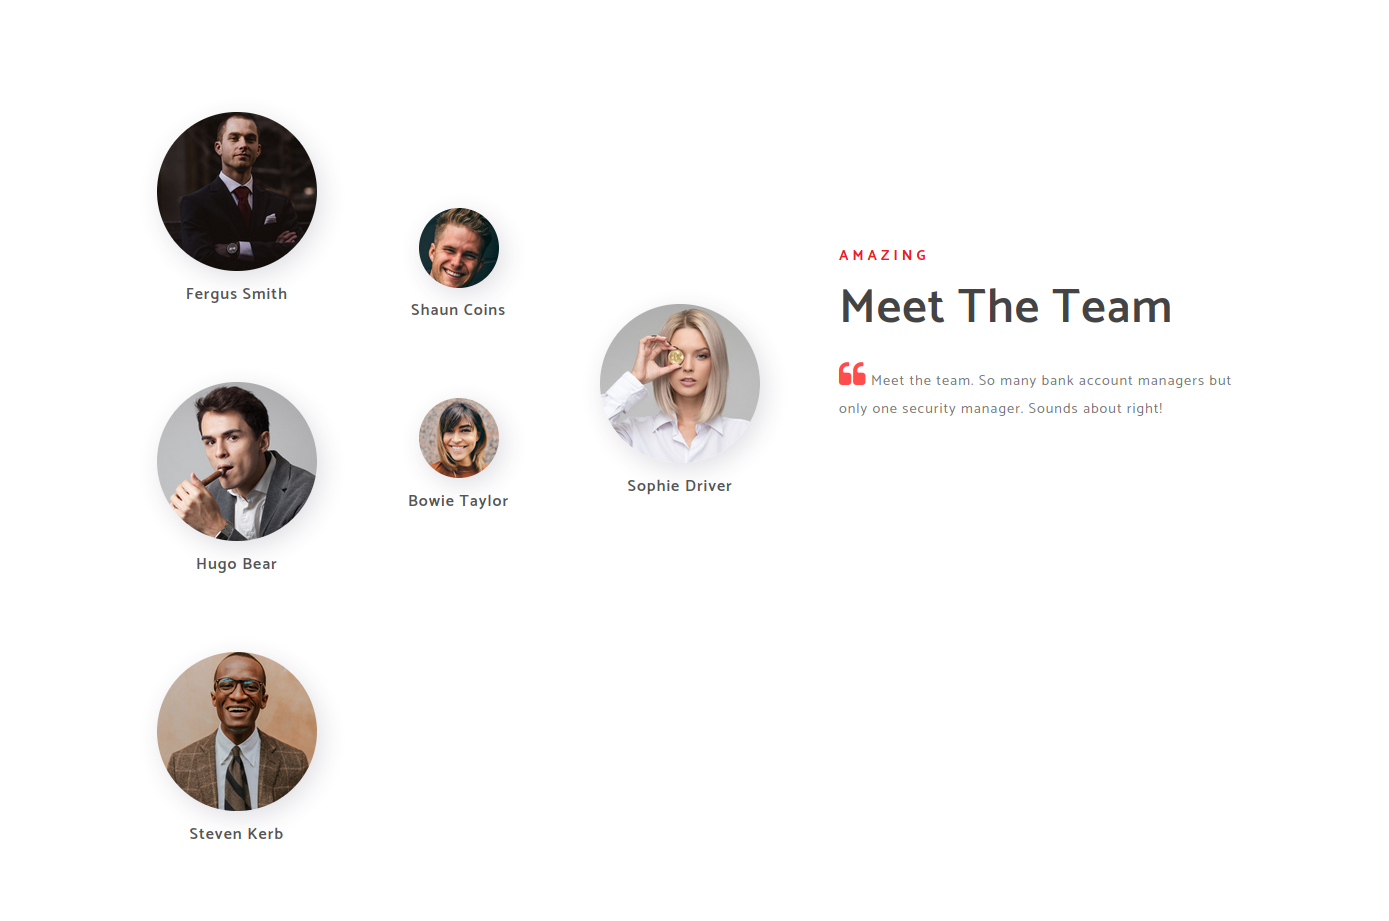 Fergus Smith
Shaun Coins
Hugo Bear
Bowie Taylor
Sophie Driver
Steven Kerb
AMAZING
Meet The Team
Meet the team. So many bank account managers but
only one security manager. Sounds about right!